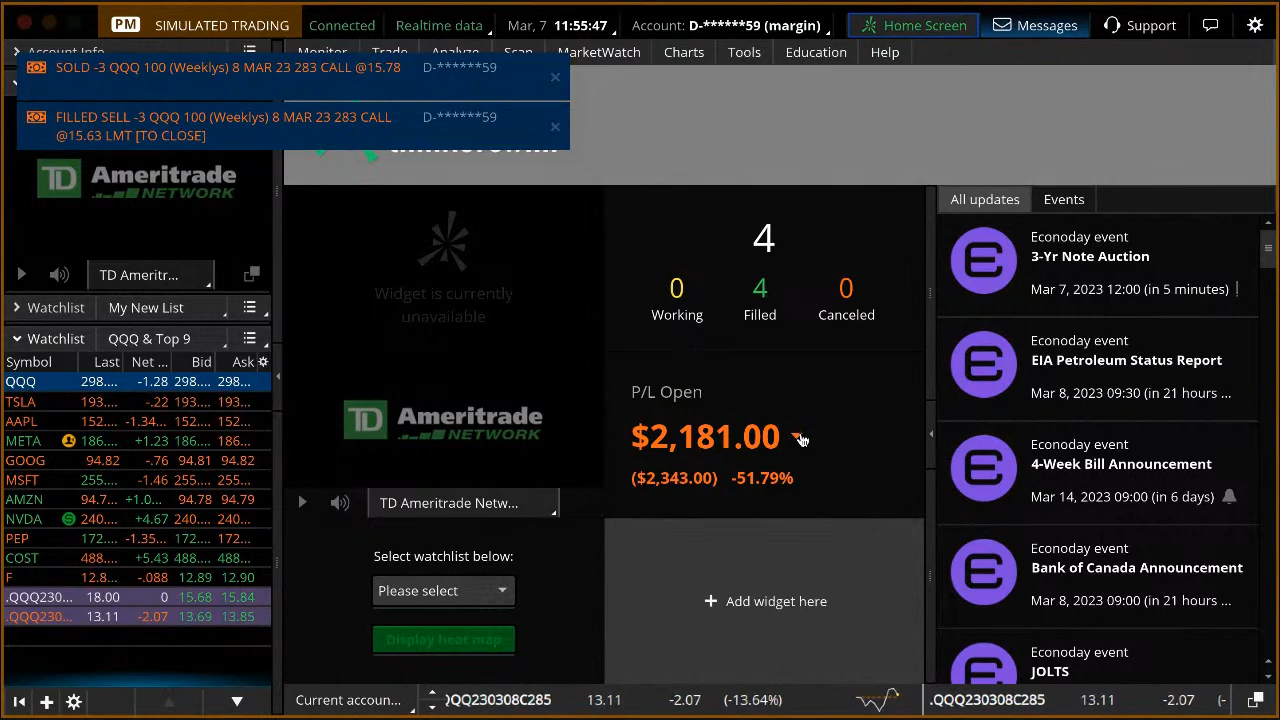 PM SIMULATED TRADING Connected Realtime data Mar, 7 11:55:47 Account: D-******59 (margin) Home Screen Messages Support
Account Info
Monitor Trade Analyze Scan MarketWatch Charts Tools Education Help
SOLD -3 QQQ 100 (Weeklys) 8 MAR 23 283 CALL @15.78 D-******59
FILLED SELL -3 QQQ 100 (Weeklys) 8 MAR 23 283 CALL D-******59
@15.63 LMT [TO CLOSE]
TD Ameritrade
NETWORK
TD Ameritr...
Watchlist My New List
Watchlist QQQ & Top 9
Symbol Last Net ... Bid Ask
QQQ 298.... -1.28 298.... 298...
TSLA 193.... -.22 193.... 193...
AAPL 152.... -1.34... 152.... 152...
META 186.... +1.23 186.... 186...
GOOG 94.82 -.76 94.81 94.82
MSFT 255.... -1.46 255.... 255...
AMZN 94.7... +1.0... 94.78 94.79
NVDA 240.... +4.67 240.... 240...
PEP 172.... -1.35... 172.... 172...
COST 488.... +5.43 488.... 488...
F 12.8... -.088 12.89 12.90
.QQQ230... 18.00 0 15.68 15.84
.QQQ230... 13.11 -2.07 13.69 13.85
Widget is currently
unavailable
TD Ameritrade
NETWORK
TD Ameritrade Netw...
Select watchlist below:
Please select
Display heat map
4
0 4 0
Working Filled Canceled
P/L Open
$2,181.00
($2,343.00) -51.79%
+ Add widget here
All updates Events
Econoday event
3-Yr Note Auction
Mar 7, 2023 12:00 (in 5 minutes)
Econoday event
EIA Petroleum Status Report
Mar 8, 2023 09:30 (in 21 hours ...
Econoday event
4-Week Bill Announcement
Mar 14, 2023 09:00 (in 6 days)
Econoday event
Bank of Canada Announcement
Mar 8, 2023 09:00 (in 21 hours ...
Econoday event
JOLTS
Current accoun... QQ230308C285 13.11 -2.07 (-13.64%) .QQQ230308C285 13.11 -2.07 (-